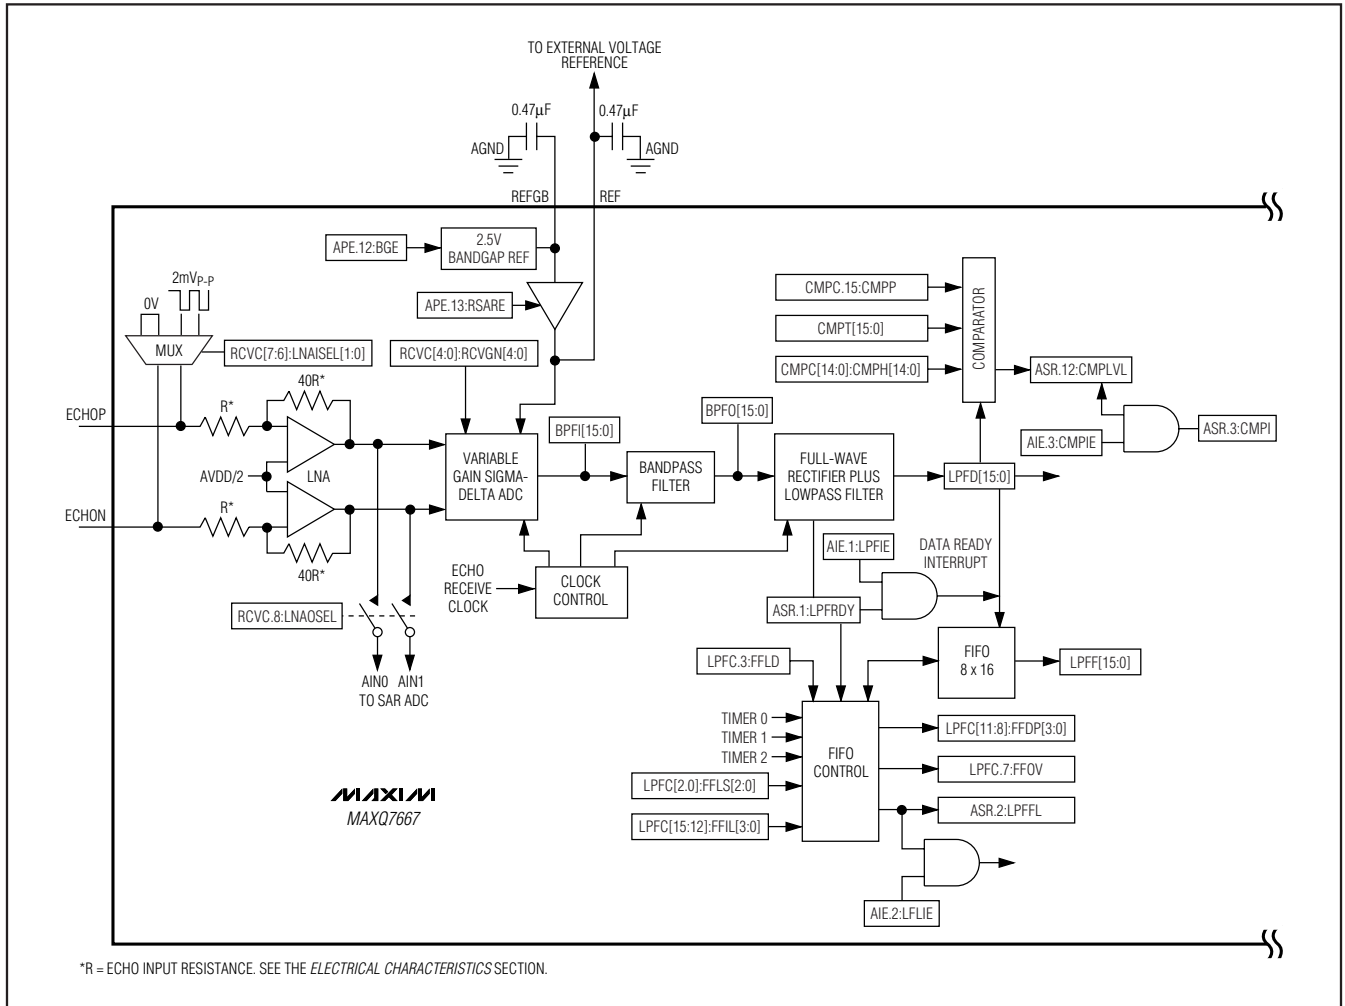 TO EXTERNAL VOLTAGE
REFERENCE
0.47µF
0.47µF
AGND
AGND
REFGB
REF
APE.12:BGE
2.5V
BANDGAP REF
APE.13:RSARE
2mVP-P
0V
MUX
RCVC[7:6]:LNAISEL[1:0]
RCVC[4:0]:RCVGN[4:0]
40R*
R*
ECHOP
AVDD/2
LNA
ECHON
R*
40R*
VARIABLE
GAIN SIGMA-
DELTA ADC
BPFI[15:0]
BANDPASS
FILTER
BPFO[15:0]
FULL-WAVE
RECTIFIER PLUS
LOWPASS FILTER
CMPC.15:CMPP
CMPT[15:0]
CMPC[14:0]:CMPH[14:0]
COMPARATOR
ASR.12:CMPLVL
AIE.3:CMPIE
ASR.3:CMPI
LPFD[15:0]
ECHO
RECEIVE
CLOCK
CLOCK
CONTROL
AIE.1:LPFIE
DATA READY
INTERRUPT
ASR.1:LPFRDY
RCVC.8:LNAOSEL
AIN0
AIN1
TO SAR ADC
LPFC.3:FFLD
FIFO
8 x 16
LPFF[15:0]
TIMER 0
TIMER 1
TIMER 2
LPFC[2.0]:FFLS[2:0]
LPFC[15:12]:FFIL[3:0]
FIFO
CONTROL
LPFC[11:8]:FFDP[3:0]
LPFC.7:FFOV
ASR.2:LPFFL
AIE.2:LFLIE
MAXIM
MAXQ7667
*R = ECHO INPUT RESISTANCE. SEE THE ELECTRICAL CHARACTERISTICS SECTION.